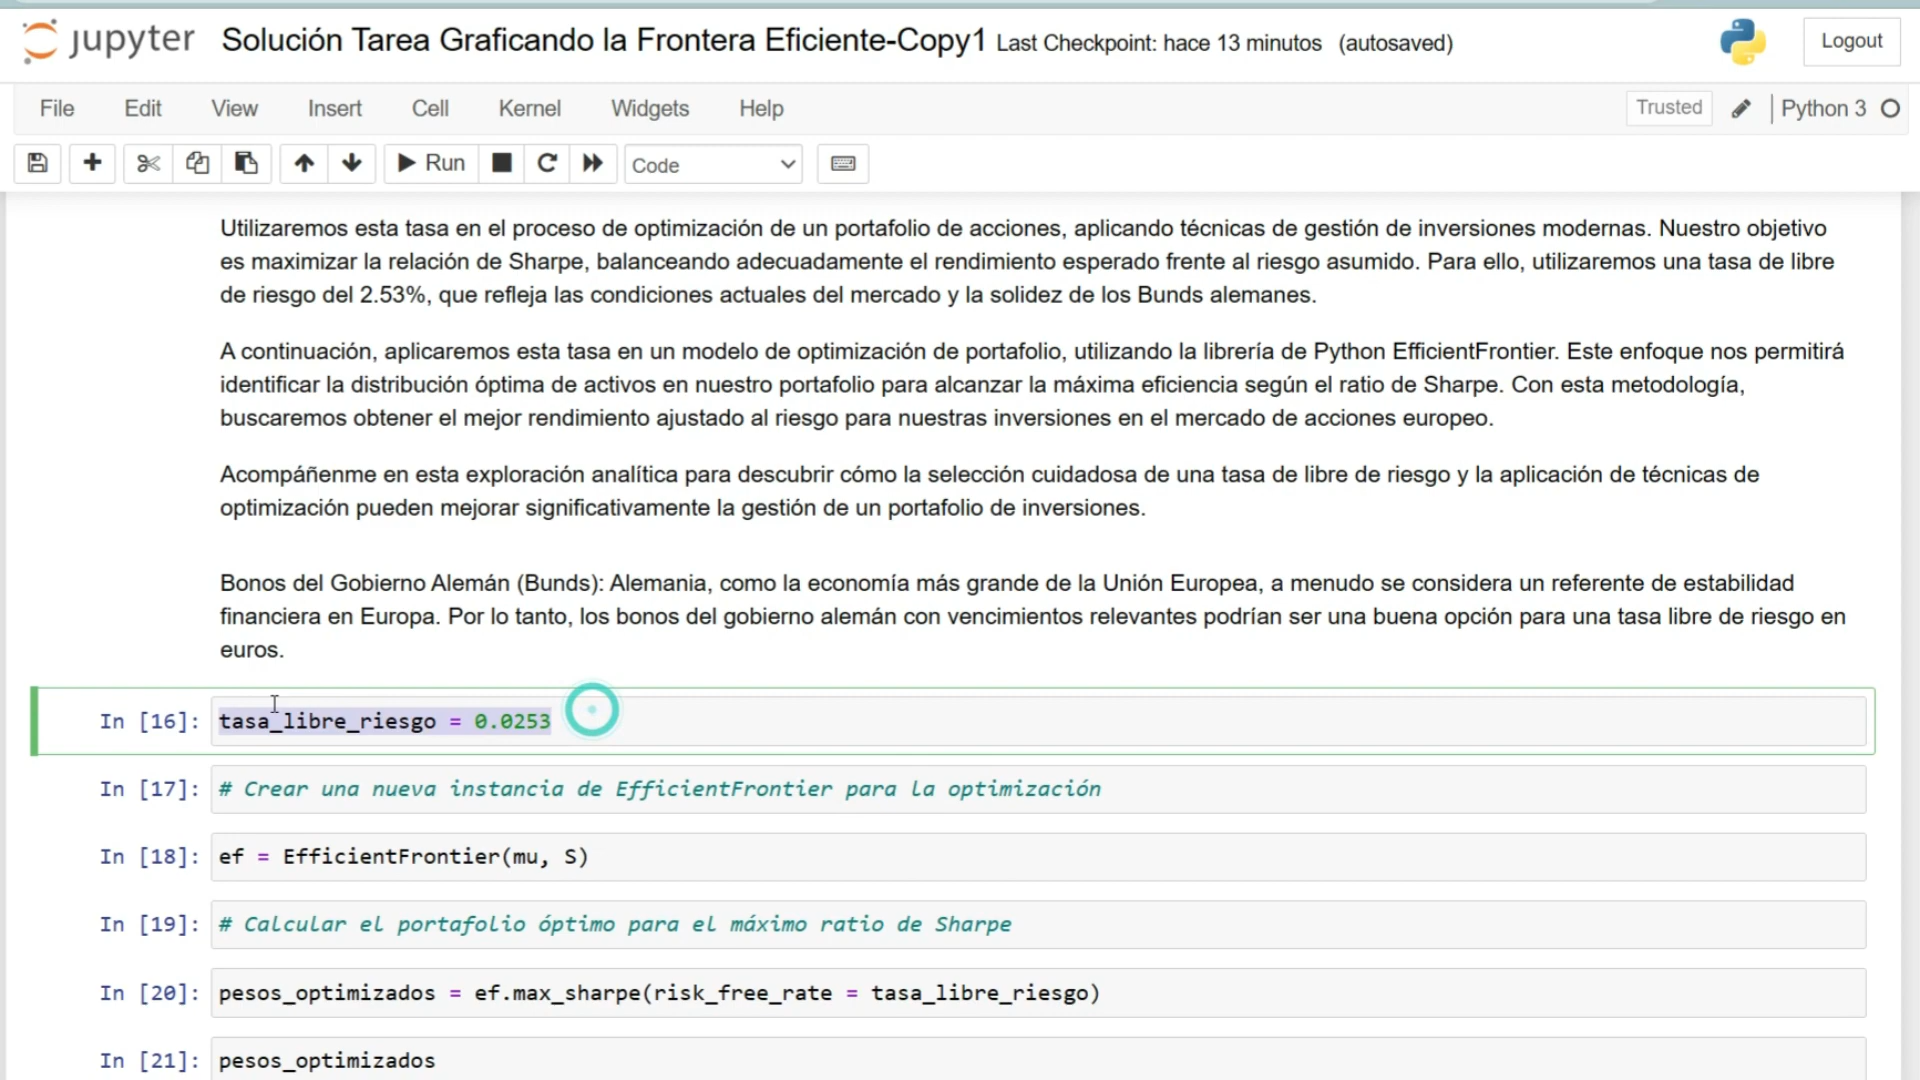 jupyter Solución Tarea Graficando la Frontera Eficiente-Copy1 Last Checkpoint: hace 13 minutos (autosaved) Logout
File Edit View Insert Cell Kernel Widgets Help Trusted Python 3
Run Code
Utilizaremos esta tasa en el proceso de optimización de un portafolio de acciones, aplicando técnicas de gestión de inversiones modernas. Nuestro objetivo
es maximizar la relación de Sharpe, balanceando adecuadamente el rendimiento esperado frente al riesgo asumido. Para ello, utilizaremos una tasa de libre
de riesgo del 2.53%, que refleja las condiciones actuales del mercado y la solidez de los Bunds alemanes.
A continuación, aplicaremos esta tasa en un modelo de optimización de portafolio, utilizando la librería de Python EfficientFrontier. Este enfoque nos permitirá
identificar la distribución óptima de activos en nuestro portafolio para alcanzar la máxima eficiencia según el ratio de Sharpe. Con esta metodología,
buscaremos obtener el mejor rendimiento ajustado al riesgo para nuestras inversiones en el mercado de acciones europeo.
Acompáñenme en esta exploración analítica para descubrir cómo la selección cuidadosa de una tasa de libre de riesgo y la aplicación de técnicas de
optimización pueden mejorar significativamente la gestión de un portafolio de inversiones.
Bonos del Gobierno Alemán (Bunds): Alemania, como la economía más grande de la Unión Europea, a menudo se considera un referente de estabilidad
financiera en Europa. Por lo tanto, los bonos del gobierno alemán con vencimientos relevantes podrían ser una buena opción para una tasa libre de riesgo en
euros.
In [16]: tasa_libre_riesgo = 0.0253
In [17]: # Crear una nueva instancia de EfficientFrontier para la optimización
In [18]: ef = EfficientFrontier(mu, S)
In [19]: # Calcular el portafolio óptimo para el máximo ratio de Sharpe
In [20]: pesos_optimizados = ef.max_sharpe(risk_free_rate = tasa_libre_riesgo)
In [21]: pesos_optimizados